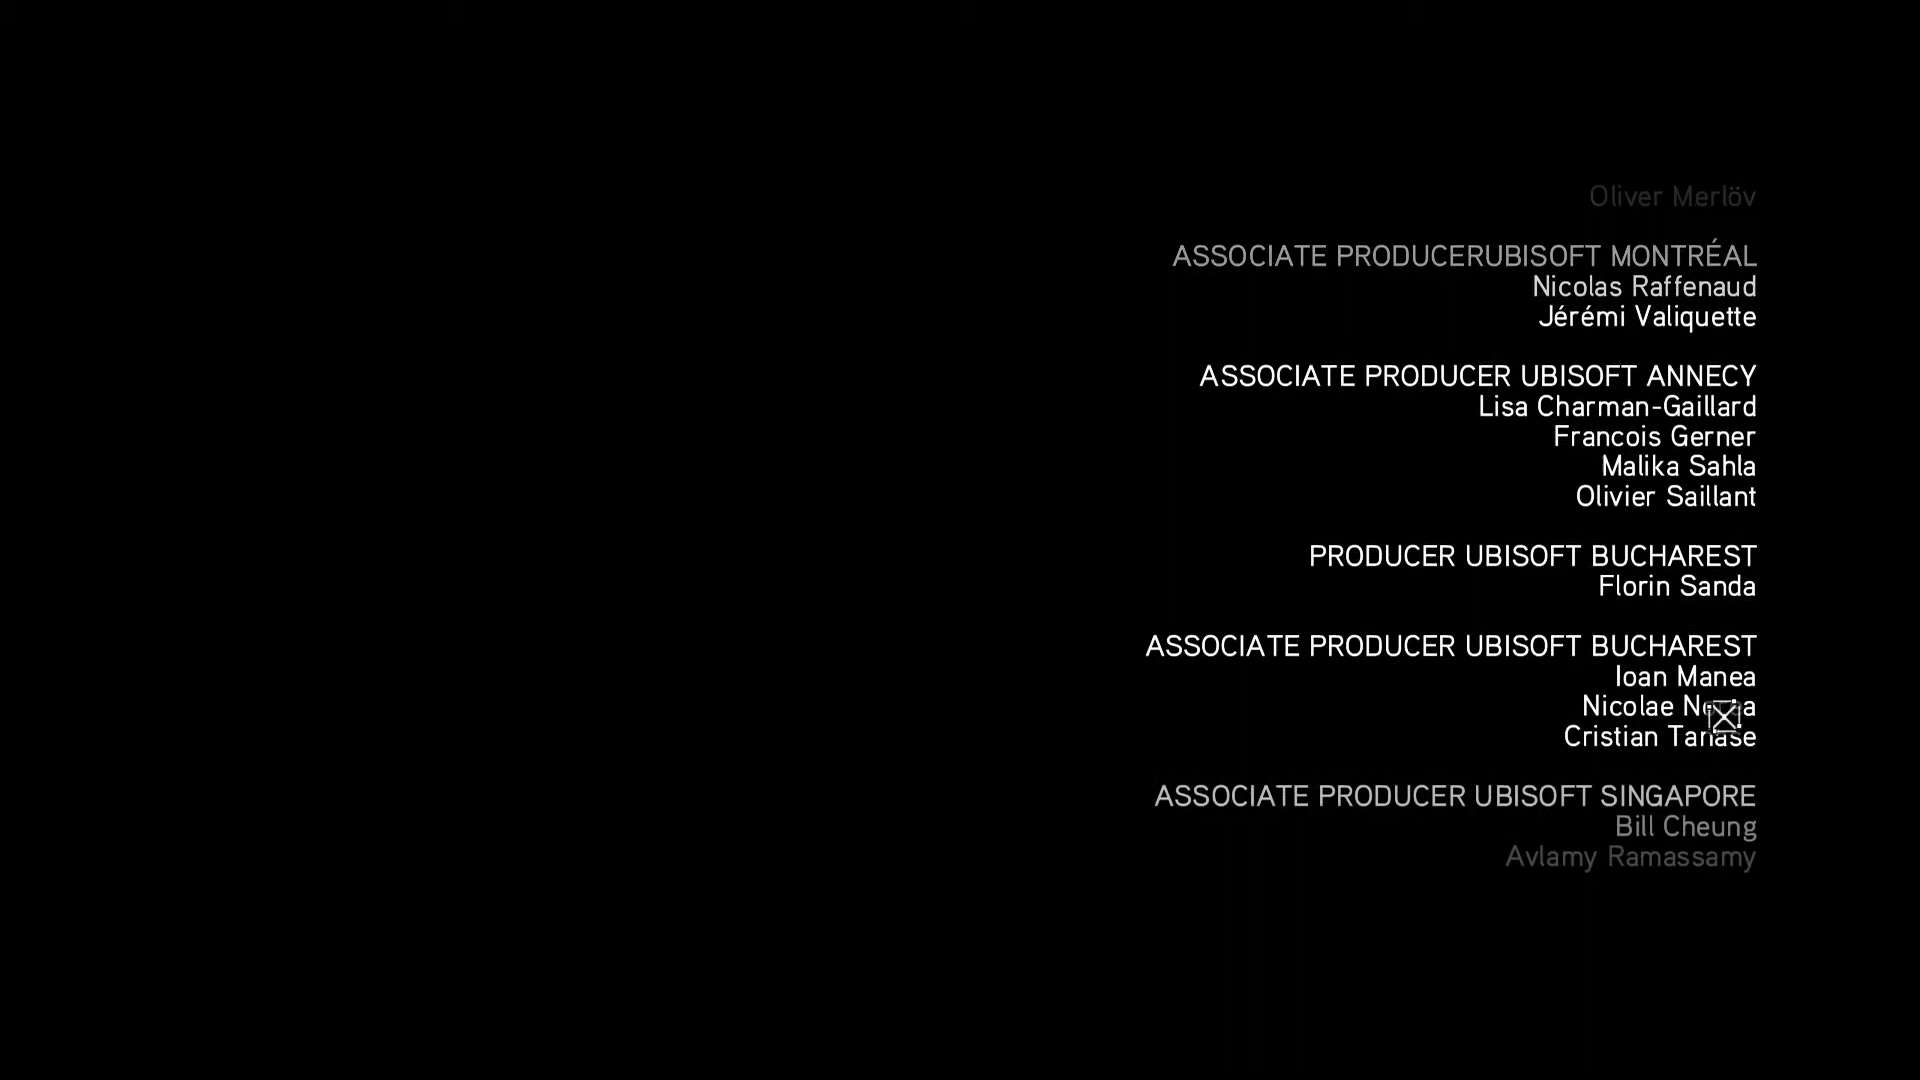 Oliver Merlöv
ASSOCIATE PRODUCERUBISOFT MONTRÉAL
Nicolas Raffenaud
Jérémi Valiquette
ASSOCIATE PRODUCER UBISOFT ANNECY
Lisa Charman-Gaillard
Francois Gerner
Malika Sahla
Olivier Saillant
PRODUCER UBISOFT BUCHAREST
Florin Sanda
ASSOCIATE PRODUCER UBISOFT BUCHAREST
Ioan Manea
Nicolae
Cristian Tanase
ASSOCIATE PRODUCER UBISOFT SINGAPORE
Bill Cheung
Avlamy Ramassamy